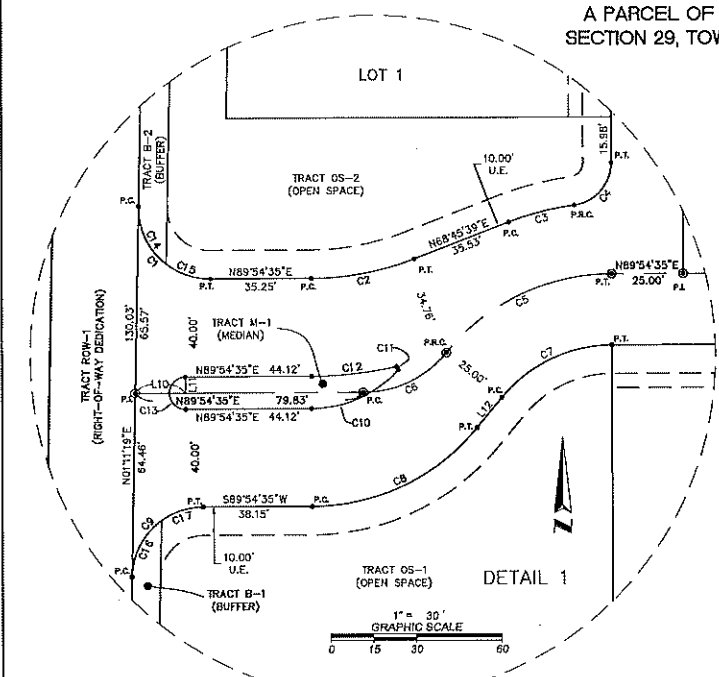 A PARCEL OF
SECTION 29, TOW
LOT 1
TRACT B-2
(BUFFER)
TRACT OS-2
(OPEN SPACE)
10.00'
U.E.
15.98'
P.T.
C4
P.C.
N68°45'39"E
35.53'
P.C.
C3
P.R.C.
C14
C1
C15
N89°54'35"E
P.T.
35.25'
P.C.
C2
P.T.
N89°54'35"E
P.T.
25.00'
P.I.
C5
34.76'
TRACT ROW-1
(RIGHT-OF-WAY DEDICATION)
130.03'
65.57'
40.00'
TRACT M-1
(MEDIAN)
C11
P.R.C.
25.00'
C7
P.T.
N89°54'35"E 44.12'
C12
L10
L11
P.I.
N89°54'35"E 79.83'
P.C.
C6
C13
N89°54'35"E 44.12'
C10
L12
P.C.
N01°11'19"E
64.46'
40.00'
P.T.
C8
P.T.
S89°54'35"W
P.C.
38.15'
C9
C17
C16
P.C.
10.00'
U.E.
TRACT B-1
(BUFFER)
TRACT OS-1
(OPEN SPACE)
DETAIL 1
N
1" = 30'
GRAPHIC SCALE
0 15 30 60